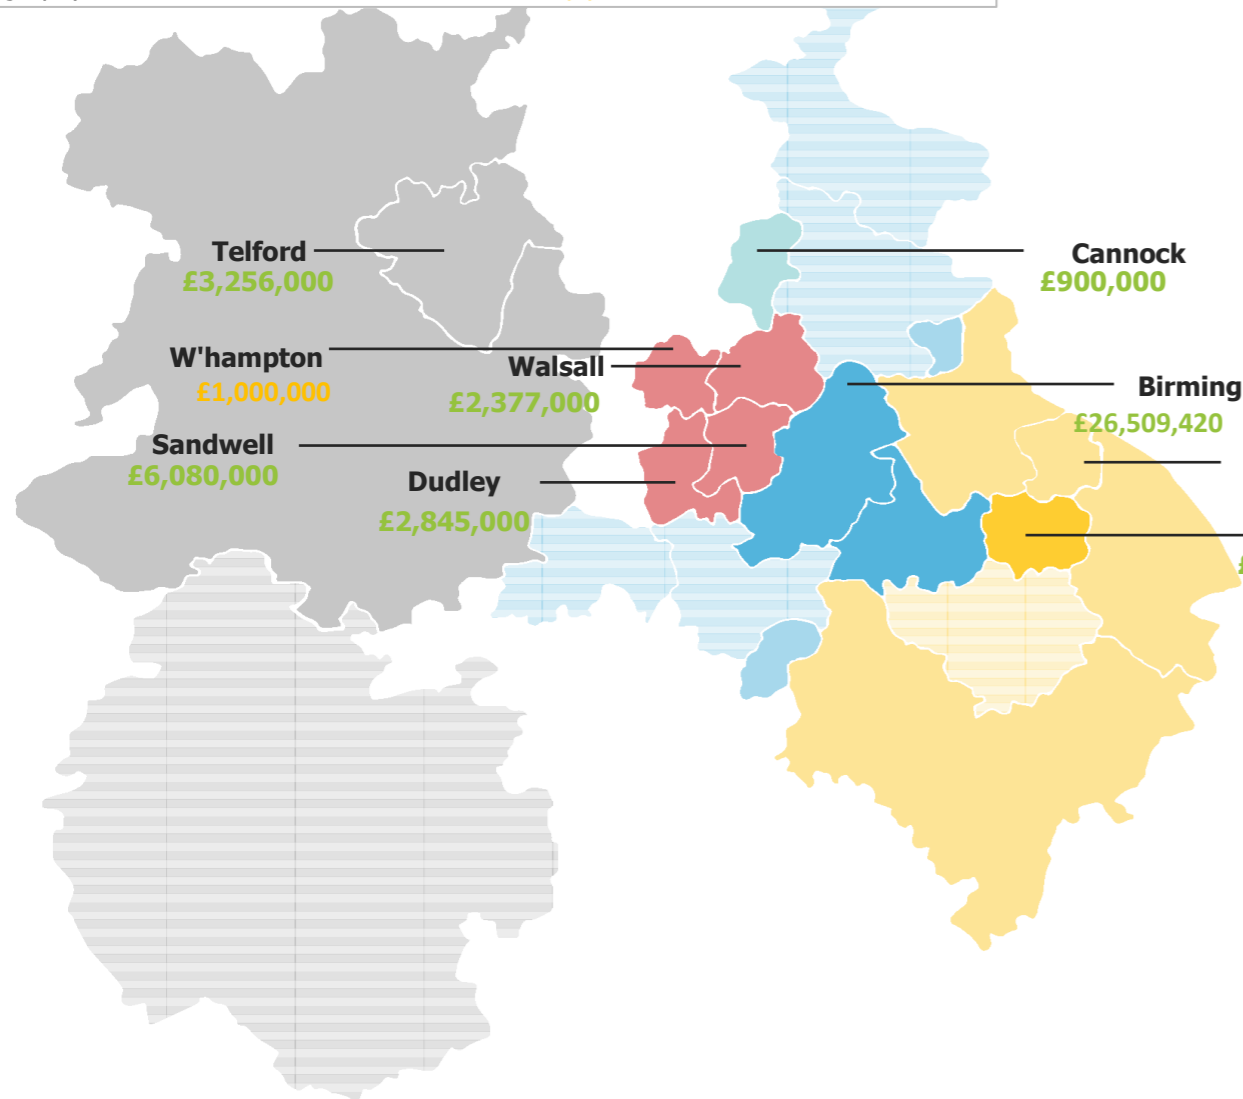 Telford
£3,256,000
Cannock
£900,000
W'hampton
£1,000,000
Walsall
£2,377,000
Birming
£26,509,420
Sandwell
£6,080,000
Dudley
£2,845,000
£